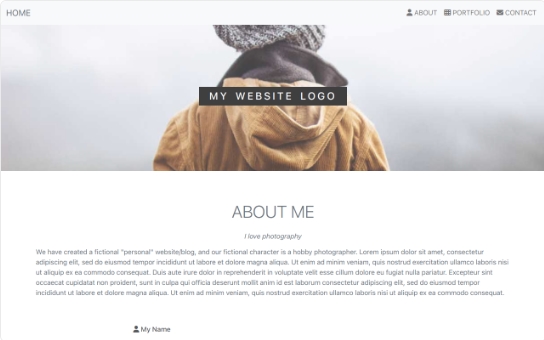 HOME
ABOUT PORTFOLIO CONTACT
MY WEBSITE LOGO
ABOUT ME
I love photography
We have created a fictional "personal" website/blog, and our fictional character is a hobby photographer. Lorem ipsum dolor sit amet, consectetur
adipiscing elit, sed do eiusmod tempor incididunt ut labore et dolore magna aliqua. Ut enim ad minim veniam, quis nostrud exercitation ullamco laboris nisi
ut aliquip ex ea commodo consequat. Duis aute irure dolor in reprehenderit in voluptate velit esse cillum dolore eu fugiat nulla pariatur. Excepteur sint
occaecat cupidatat non proident, sunt in culpa qui officia deserunt mollit anim id est laborum consectetur adipiscing elit, sed do eiusmod tempor
incididunt ut labore et dolore magna aliqua. Ut enim ad minim veniam, quis nostrud exercitation ullamco laboris nisi ut aliquip ex ea commodo consequat.
My Name